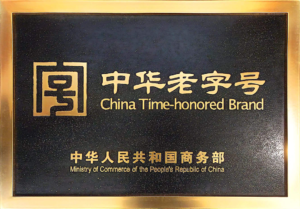 中华老字号
China Time-honored Brand
中华人民共和国商务部
Ministry of Commerce of the People's Republic of China